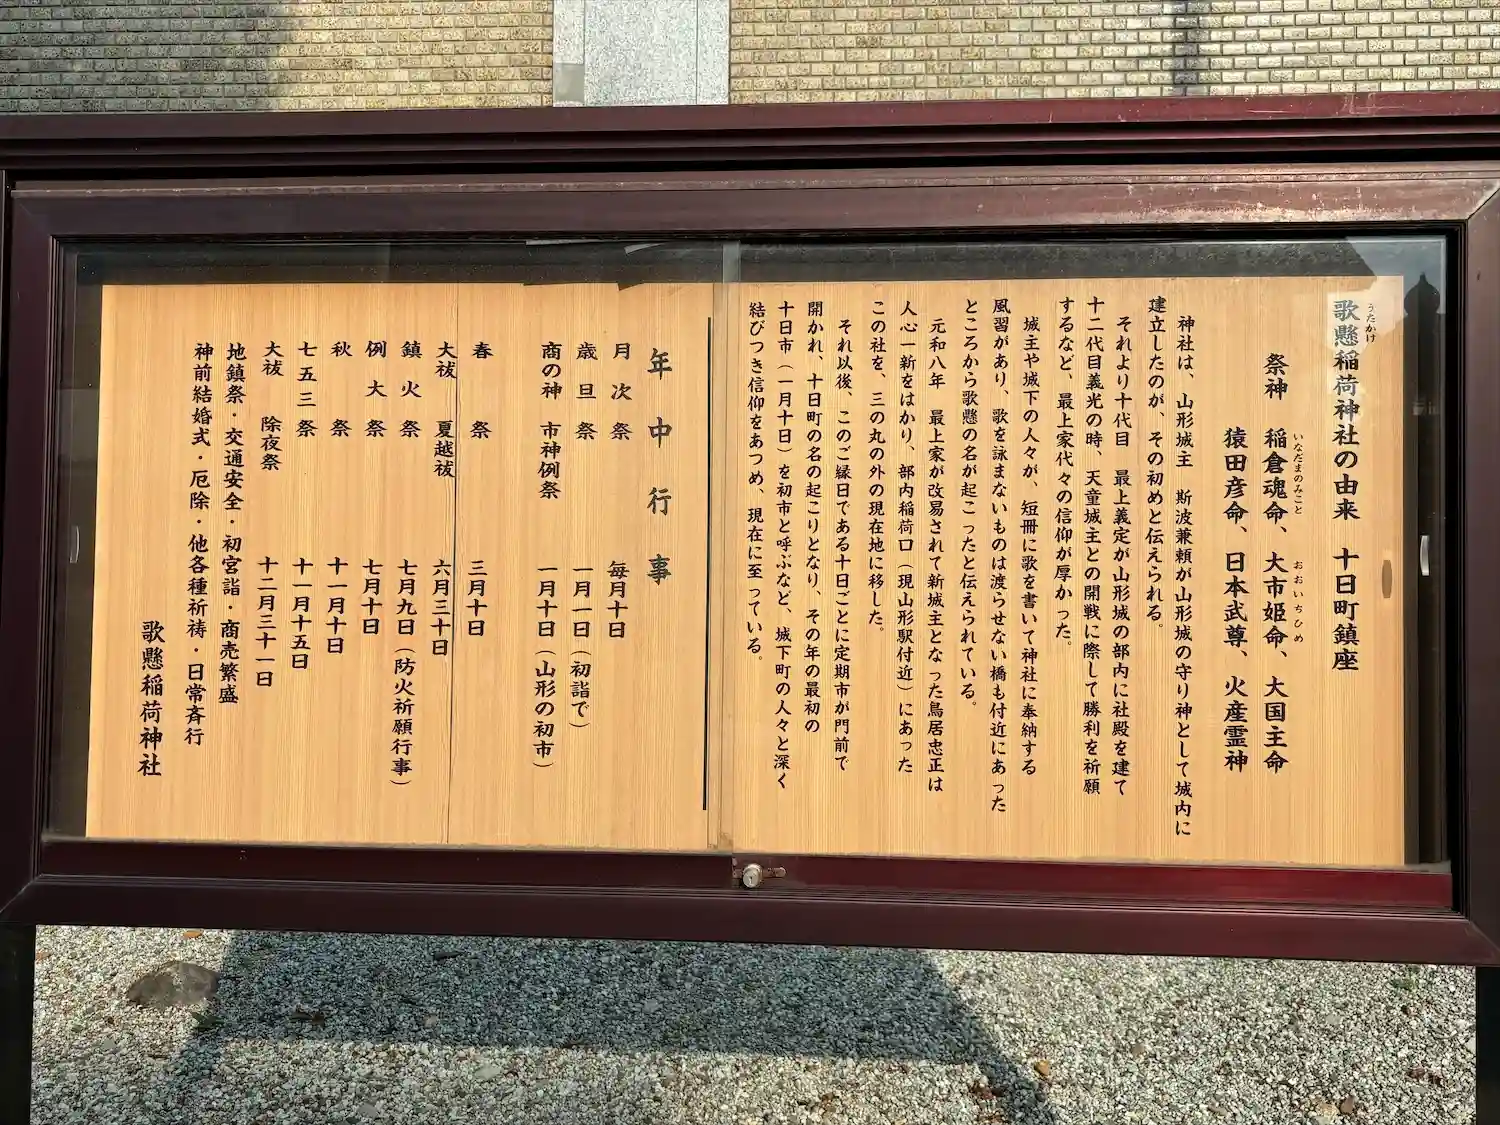 歌懸稲荷神社の由来　十日町鎮座
うたかけ
祭神　稲倉魂命、大市姫命、大国主命
いなだまのみこと　おおいちひめ
猿田彦命、日本武尊、火産霊神
神社は、山形城主　斯波兼頼が山形城の守り神として城内に
建立したのが、その初めと伝えられる。
それより十代目　最上義定が山形城の部内に社殿を建て
十二代目義光の時、天童城主との開戦に際して勝利を祈願
するなど、最上家代々の信仰が厚かった。
城主や城下の人々が、短冊に歌を書いて神社に奉納する
風習があり、歌を詠まないものは渡らせない橋も付近にあった
ところから歌懸の名が起こったと伝えられている。
元和八年　最上家が改易されて新城主となった鳥居忠正は
人心一新をはかり、部内稲荷口（現山形駅付近）にあった
この社を、三の丸の外の現在地に移した。
それ以後、このご縁日である十日ごとに定期市が門前で
開かれ、十日町の名の起こりとなり、その年の最初の
十日市（一月十日）を初市と呼ぶなど、城下町の人々と深く
結びつき信仰をあつめ、現在に至っている。
年中行事
月次祭　毎月十日
歳旦祭　一月一日（初詣で）
商の神　市神例祭　一月十日（山形の初市）
春祭　三月十日
大祓　夏越祓　六月三十日
鎮火祭　七月九日（防火祈願行事）
例大祭　七月十日
秋祭　十一月十日
七五三祭　十一月十五日
大祓　除夜祭　十二月三十一日
地鎮祭・交通安全・初宮詣・商売繁盛
神前結婚式・厄除・他各種祈祷・日常斉行
歌懸稲荷神社